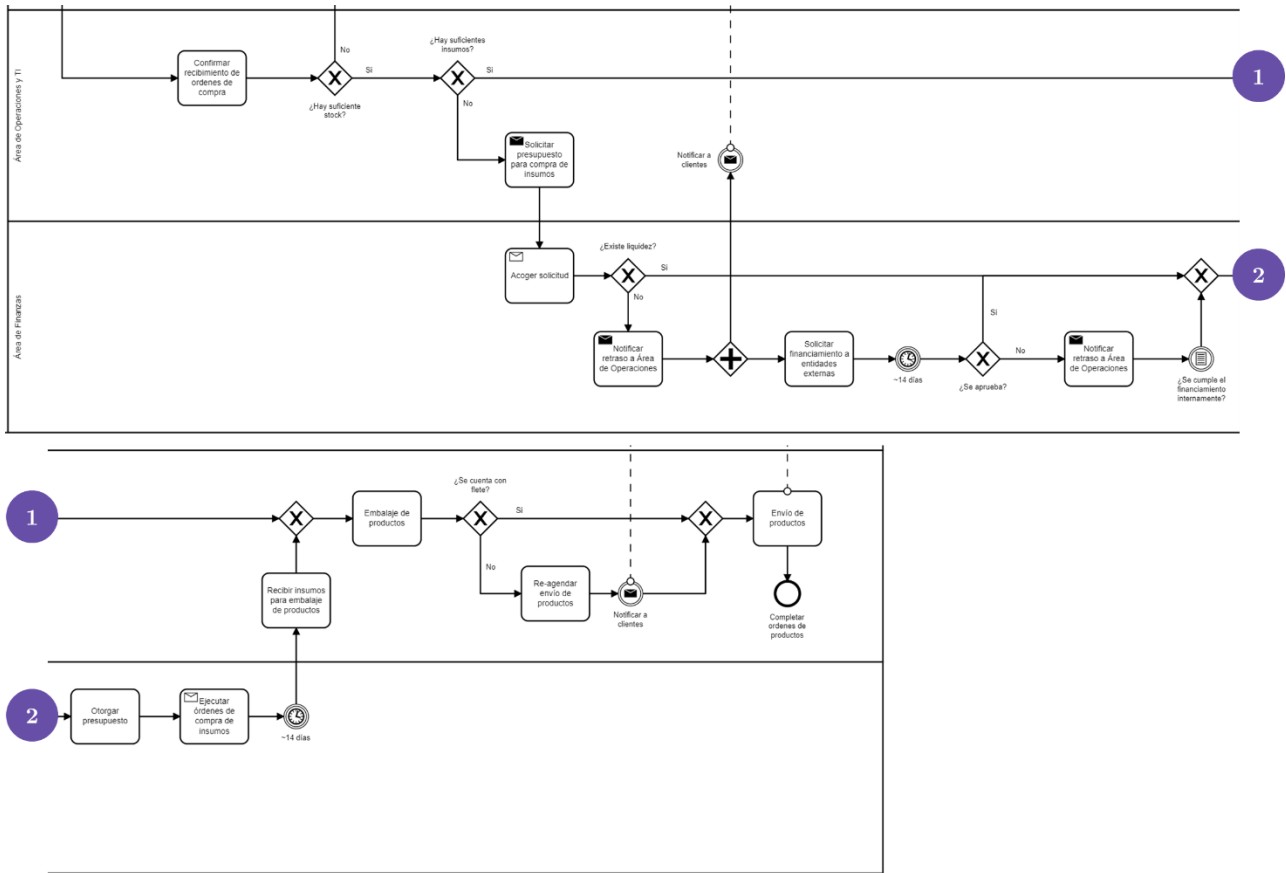 Área de Operaciones y TI
Confirmar
recibimiento de
ordenes de
compra
No
Si
¿Hay suficiente
stock?
¿Hay suficientes
insumos?
Si
No
1
Solicitar
presupuesto
para compra de
insumos
Notificar a
clientes
Área de Finanzas
Acoger solicitud
¿Existe liquidez?
Si
No
Notificar
retraso a Área
de Operaciones
Solicitar
financiamiento a
entidades
externas
~14 días
Si
¿Se aprueba?
No
Notificar
retraso a Área
de Operaciones
¿Se cumple el
financiamiento
internamente?
2
1
Recibir insumos
para embalaje
de productos
Embalaje de
productos
¿Se cuenta con
flete?
Si
No
Re-agendar
envío de
productos
Notificar a
clientes
Envío de
productos
Completar
ordenes de
productos
2
Otorgar
presupuesto
Ejecutar
órdenes de
compra de
insumos
~14 días